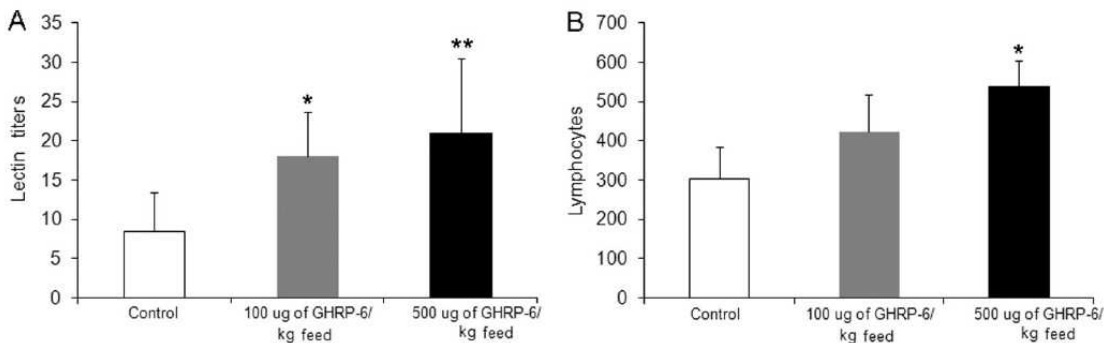 A
35
30
25
20
15
10
5
0
Lectin titers
*
**
Control
100 ug of GHRP-6/
kg feed
500 ug of GHRP-6/
kg feed
B
700
600
500
400
300
200
100
0
Lymphocytes
*
Control
100 ug of GHRP-6/
kg feed
500 ug of GHRP-6/
kg feed